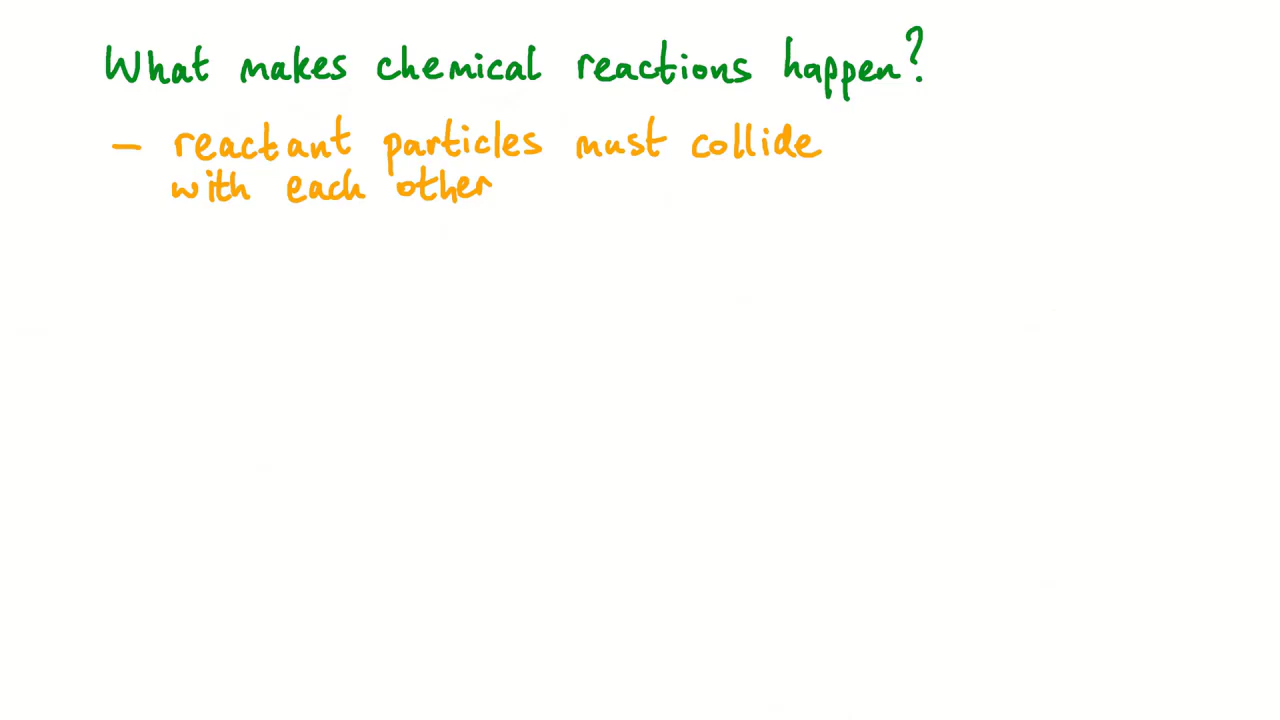 What makes chemical reactions happen?
– reactant particles must collide
with each other